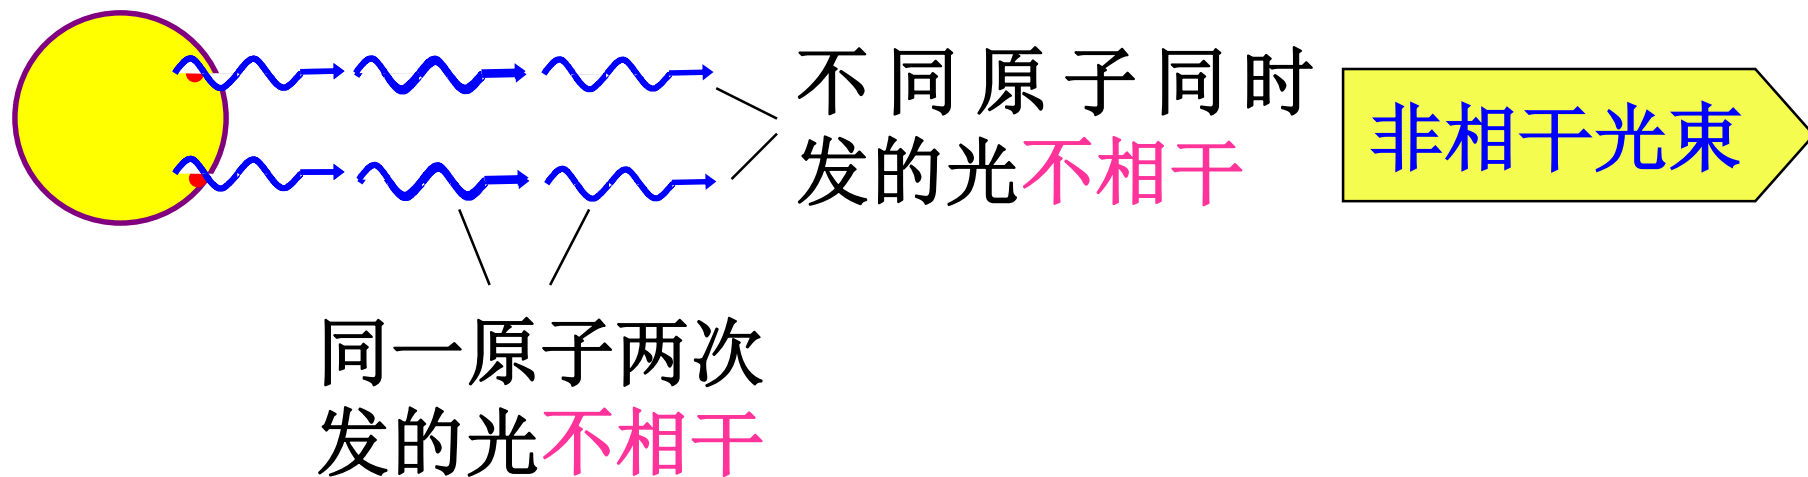 不同原子同时
发的光不相干
非相干光束
同一原子两次
发的光不相干